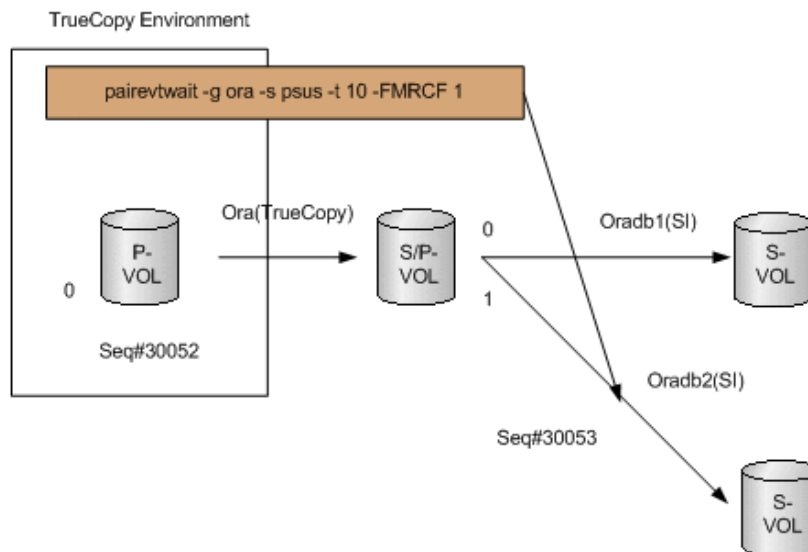 TrueCopy Environment
pairevtwait -g ora -s psus -t 10 -FMRCF 1
Ora(TrueCopy)
0
Oradb1(SI)
P-
VOL
S/P-
VOL
S-
VOL
0
1
Seq#30052
Oradb2(SI)
Seq#30053
S-
VOL